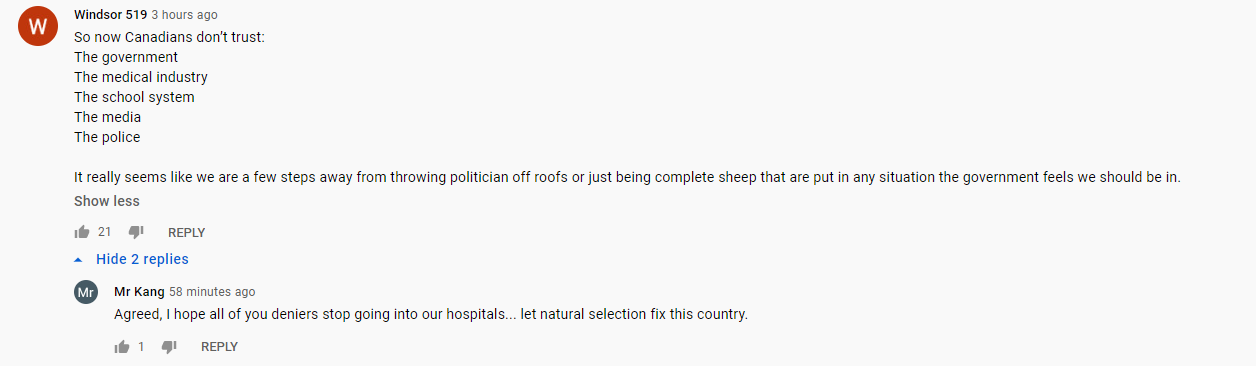 W
Windsor 519 3 hours ago
So now Canadians don't trust:
The government
The medical industry
The school system
The media
The police
It really seems like we are a few steps away from throwing politician off roofs or just being complete sheep that are put in any situation the government feels we should be in.
Show less
21 REPLY
Hide 2 replies
Mr
Mr Kang 58 minutes ago
Agreed, I hope all of you deniers stop going into our hospitals... let natural selection fix this country.
1 REPLY